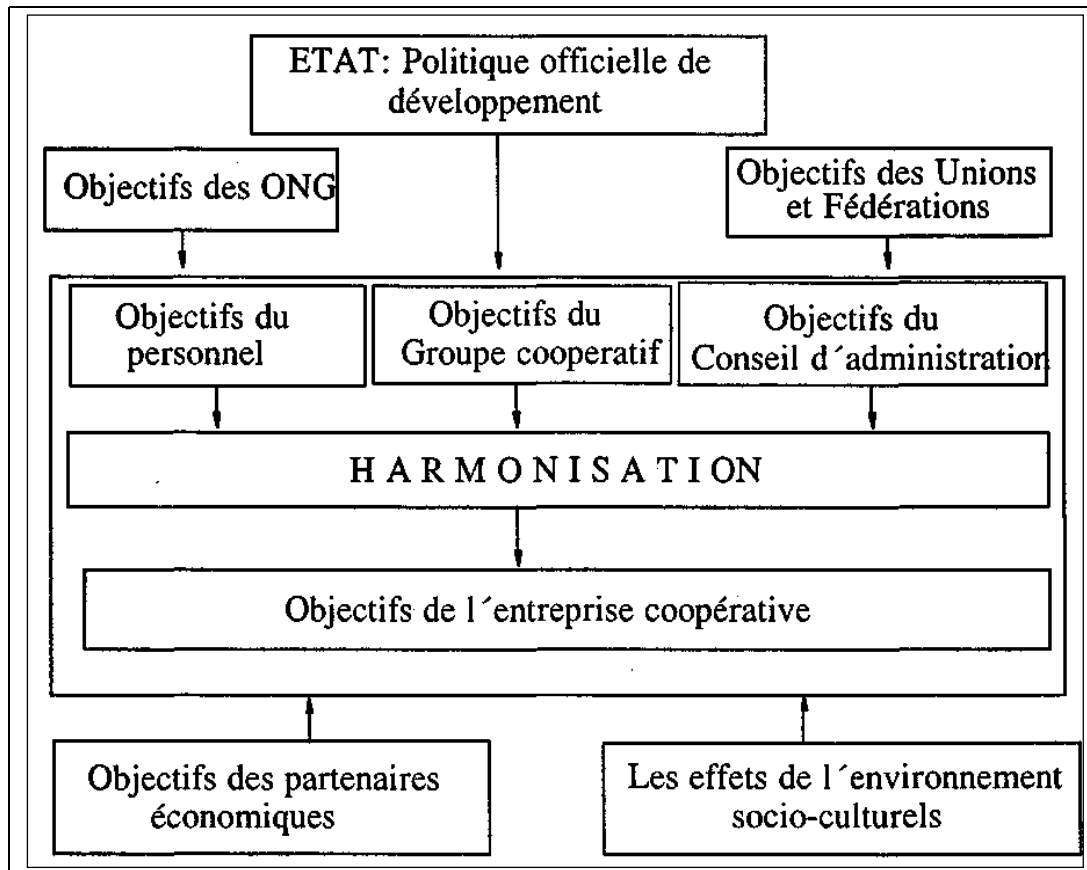 ETAT: Politique officielle de
développement
Objectifs des ONG
Objectifs des Unions
et Fédérations
Objectifs du
personnel
Objectifs du
Groupe cooperatif
Objectifs du
Conseil d´administration
H A R M O N I S A T I O N
Objectifs de l´entreprise coopérative
Objectifs des partenaires
économiques
Les effets de l´environnement
socio-culturels